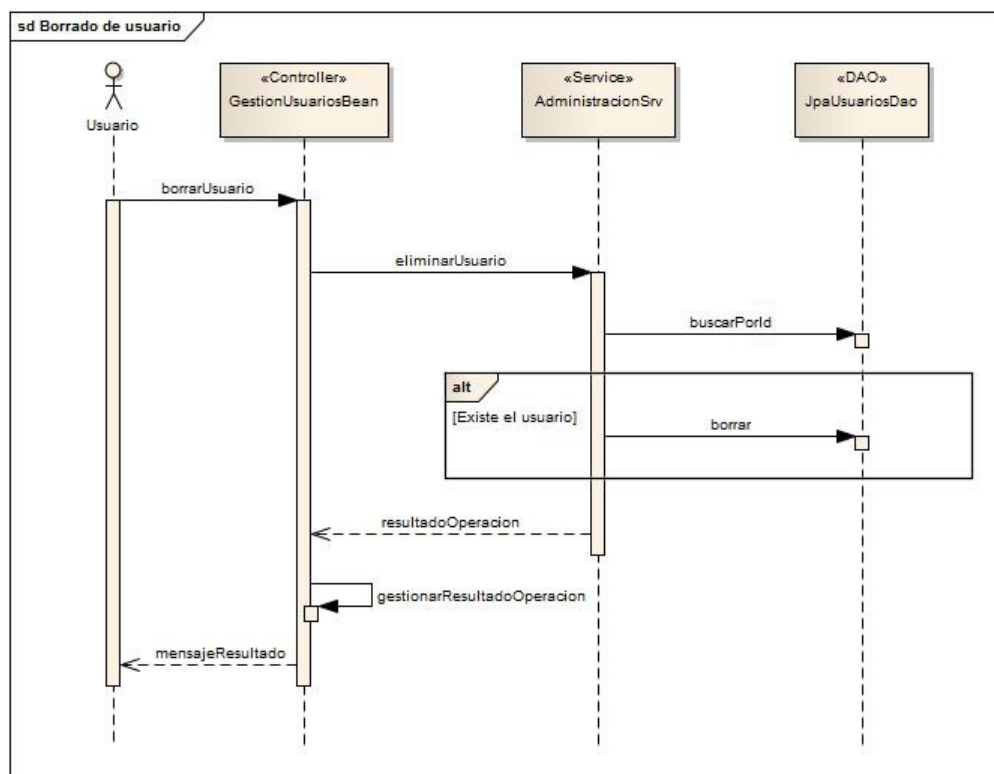 sd Borrado de usuario
«Controller»
GestionUsuariosBean
«Service»
AdministracionSrv
«DAO»
JpaUsuariosDao
Usuario
borrarUsuario
eliminarUsuario
buscarPorId
alt
[Existe el usuario]
borrar
resultadoOperacion
gestionarResultadoOperacion
mensajeResultado